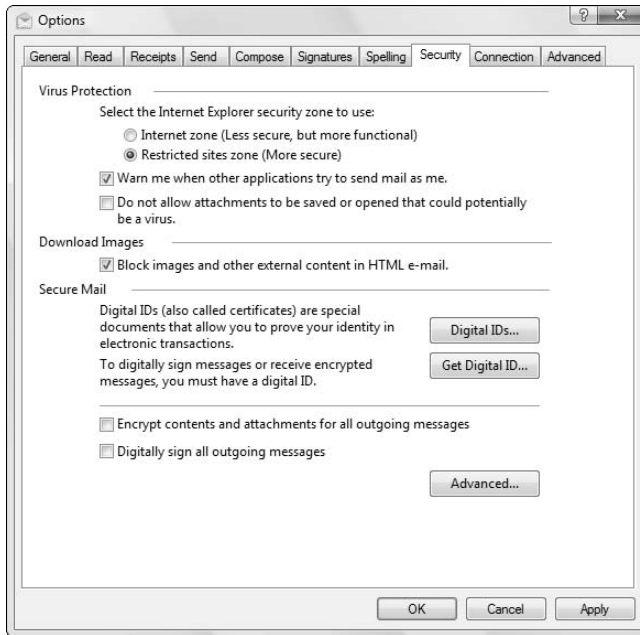 Options
General Read Receipts Send Compose Signatures Spelling Security Connection Advanced
Virus Protection
Select the Internet Explorer security zone to use:
Internet zone (Less secure, but more functional)
Restricted sites zone (More secure)
Warn me when other applications try to send mail as me.
Do not allow attachments to be saved or opened that could potentially
be a virus.
Download Images
Block images and other external content in HTML e-mail.
Secure Mail
Digital IDs (also called certificates) are special
documents that allow you to prove your identity in
electronic transactions.
Digital IDs...
To digitally sign messages or receive encrypted
messages, you must have a digital ID.
Get Digital ID...
Encrypt contents and attachments for all outgoing messages
Digitally sign all outgoing messages
Advanced...
OK Cancel Apply